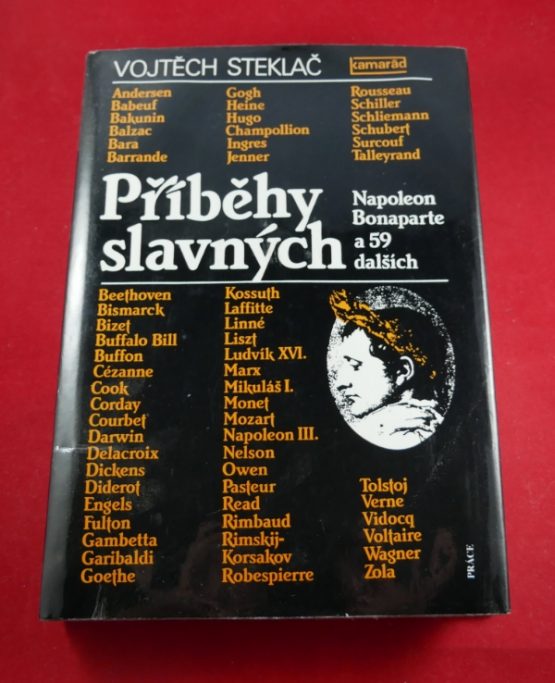 VOJTĚCH STEKLAČ
kamarád
Andersen
Babeuf
Bakunin
Balzac
Bara
Barrande
Gogh
Heine
Hugo
Champollion
Ingres
Jenner
Rousseau
Schiller
Schliemann
Schubert
Surcouf
Talleyrand
Příběhy
slavných
Napoleon
Bonaparte
a 59
dalších
Beethoven
Bismarck
Bizet
Buffalo Bill
Buffon
Cézanne
Cook
Corday
Courbet
Darwin
Delacroix
Dickens
Diderot
Engels
Fulton
Gambetta
Garibaldi
Goethe
Kossuth
Laffitte
Linné
Liszt
Ludvík XVI.
Marx
Mikuláš I.
Monet
Mozart
Napoleon III.
Nelson
Owen
Pasteur
Read
Rimbaud
Rimskij-
Korsakov
Robespierre
Tolstoj
Verne
Vidocq
Voltaire
Wagner
Zola
PRÁCE